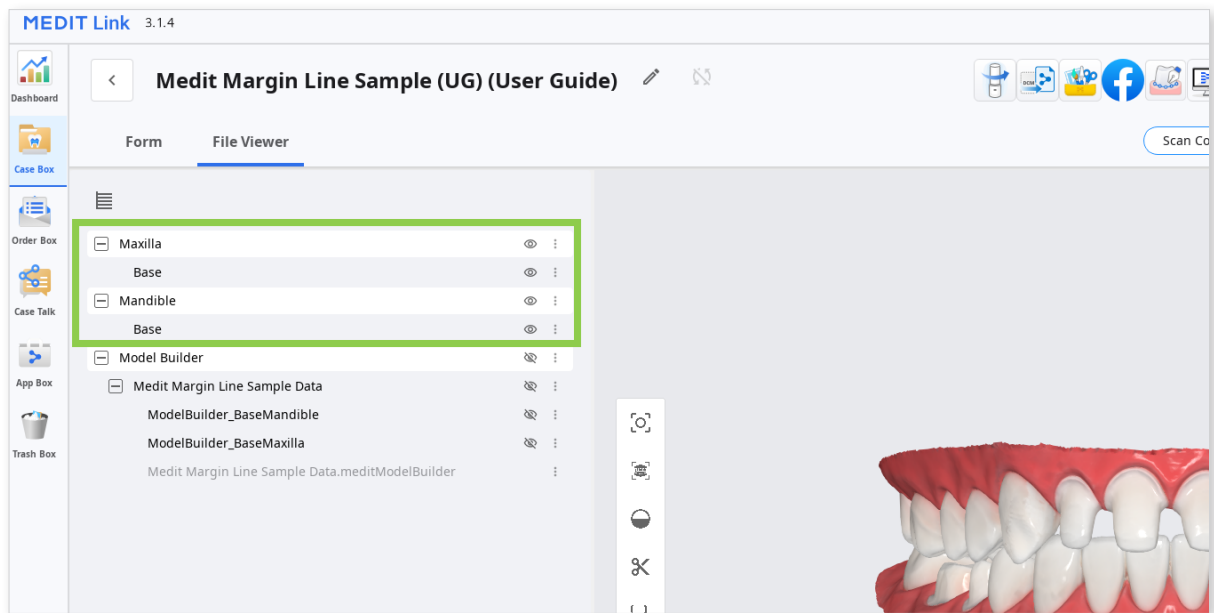 MEDIT Link 3.1.4
Dashboard
Case Box
Order Box
Case Talk
App Box
Trash Box
Medit Margin Line Sample (UG) (User Guide)
Form File Viewer
Scan Co
Maxilla
Base
Mandible
Base
Model Builder
Medit Margin Line Sample Data
ModelBuilder_BaseMandible
ModelBuilder_BaseMaxilla
Medit Margin Line Sample Data.meditModelBuilder